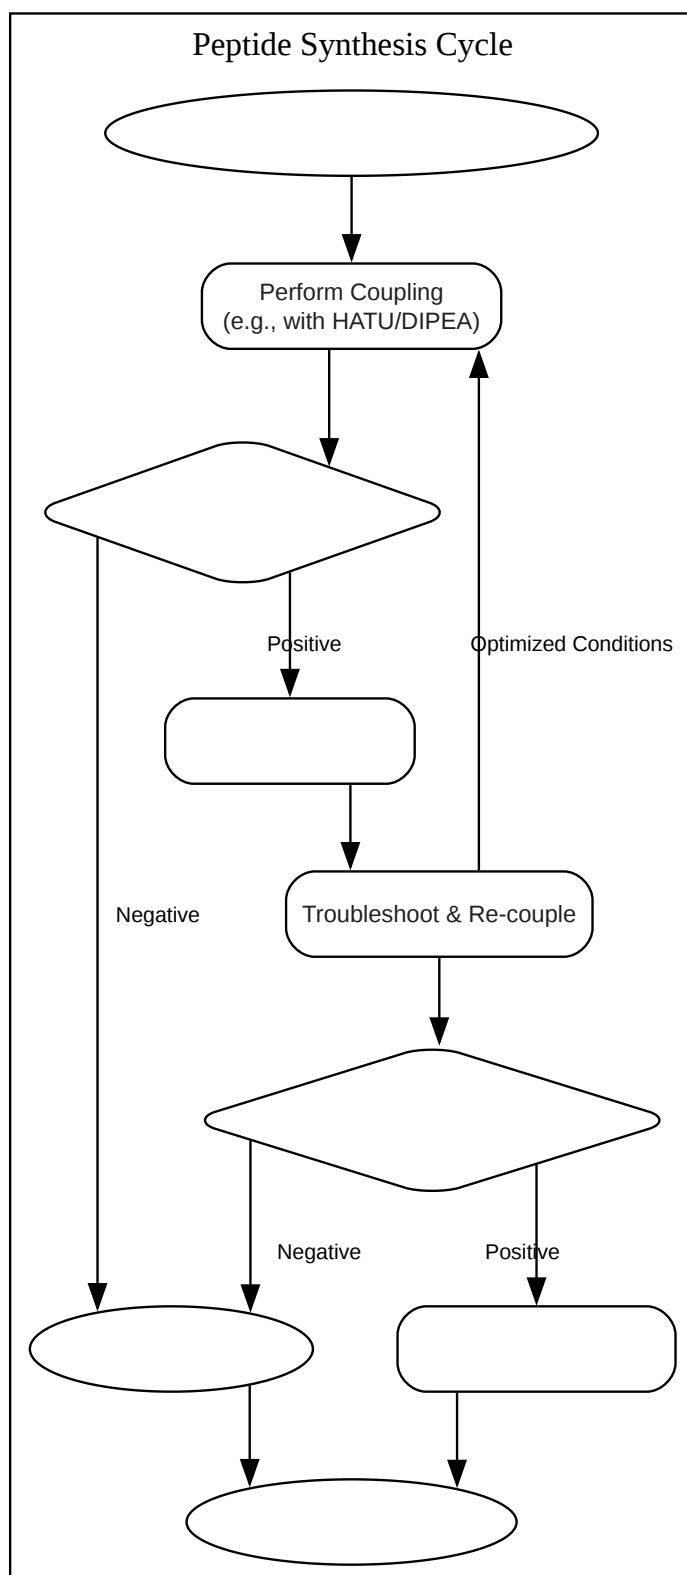 Peptide Synthesis Cycle
Perform Coupling
(e.g., with HATU/DIPEA)
Positive
Optimized Conditions
Negative
Troubleshoot & Re-couple
Negative
Positive